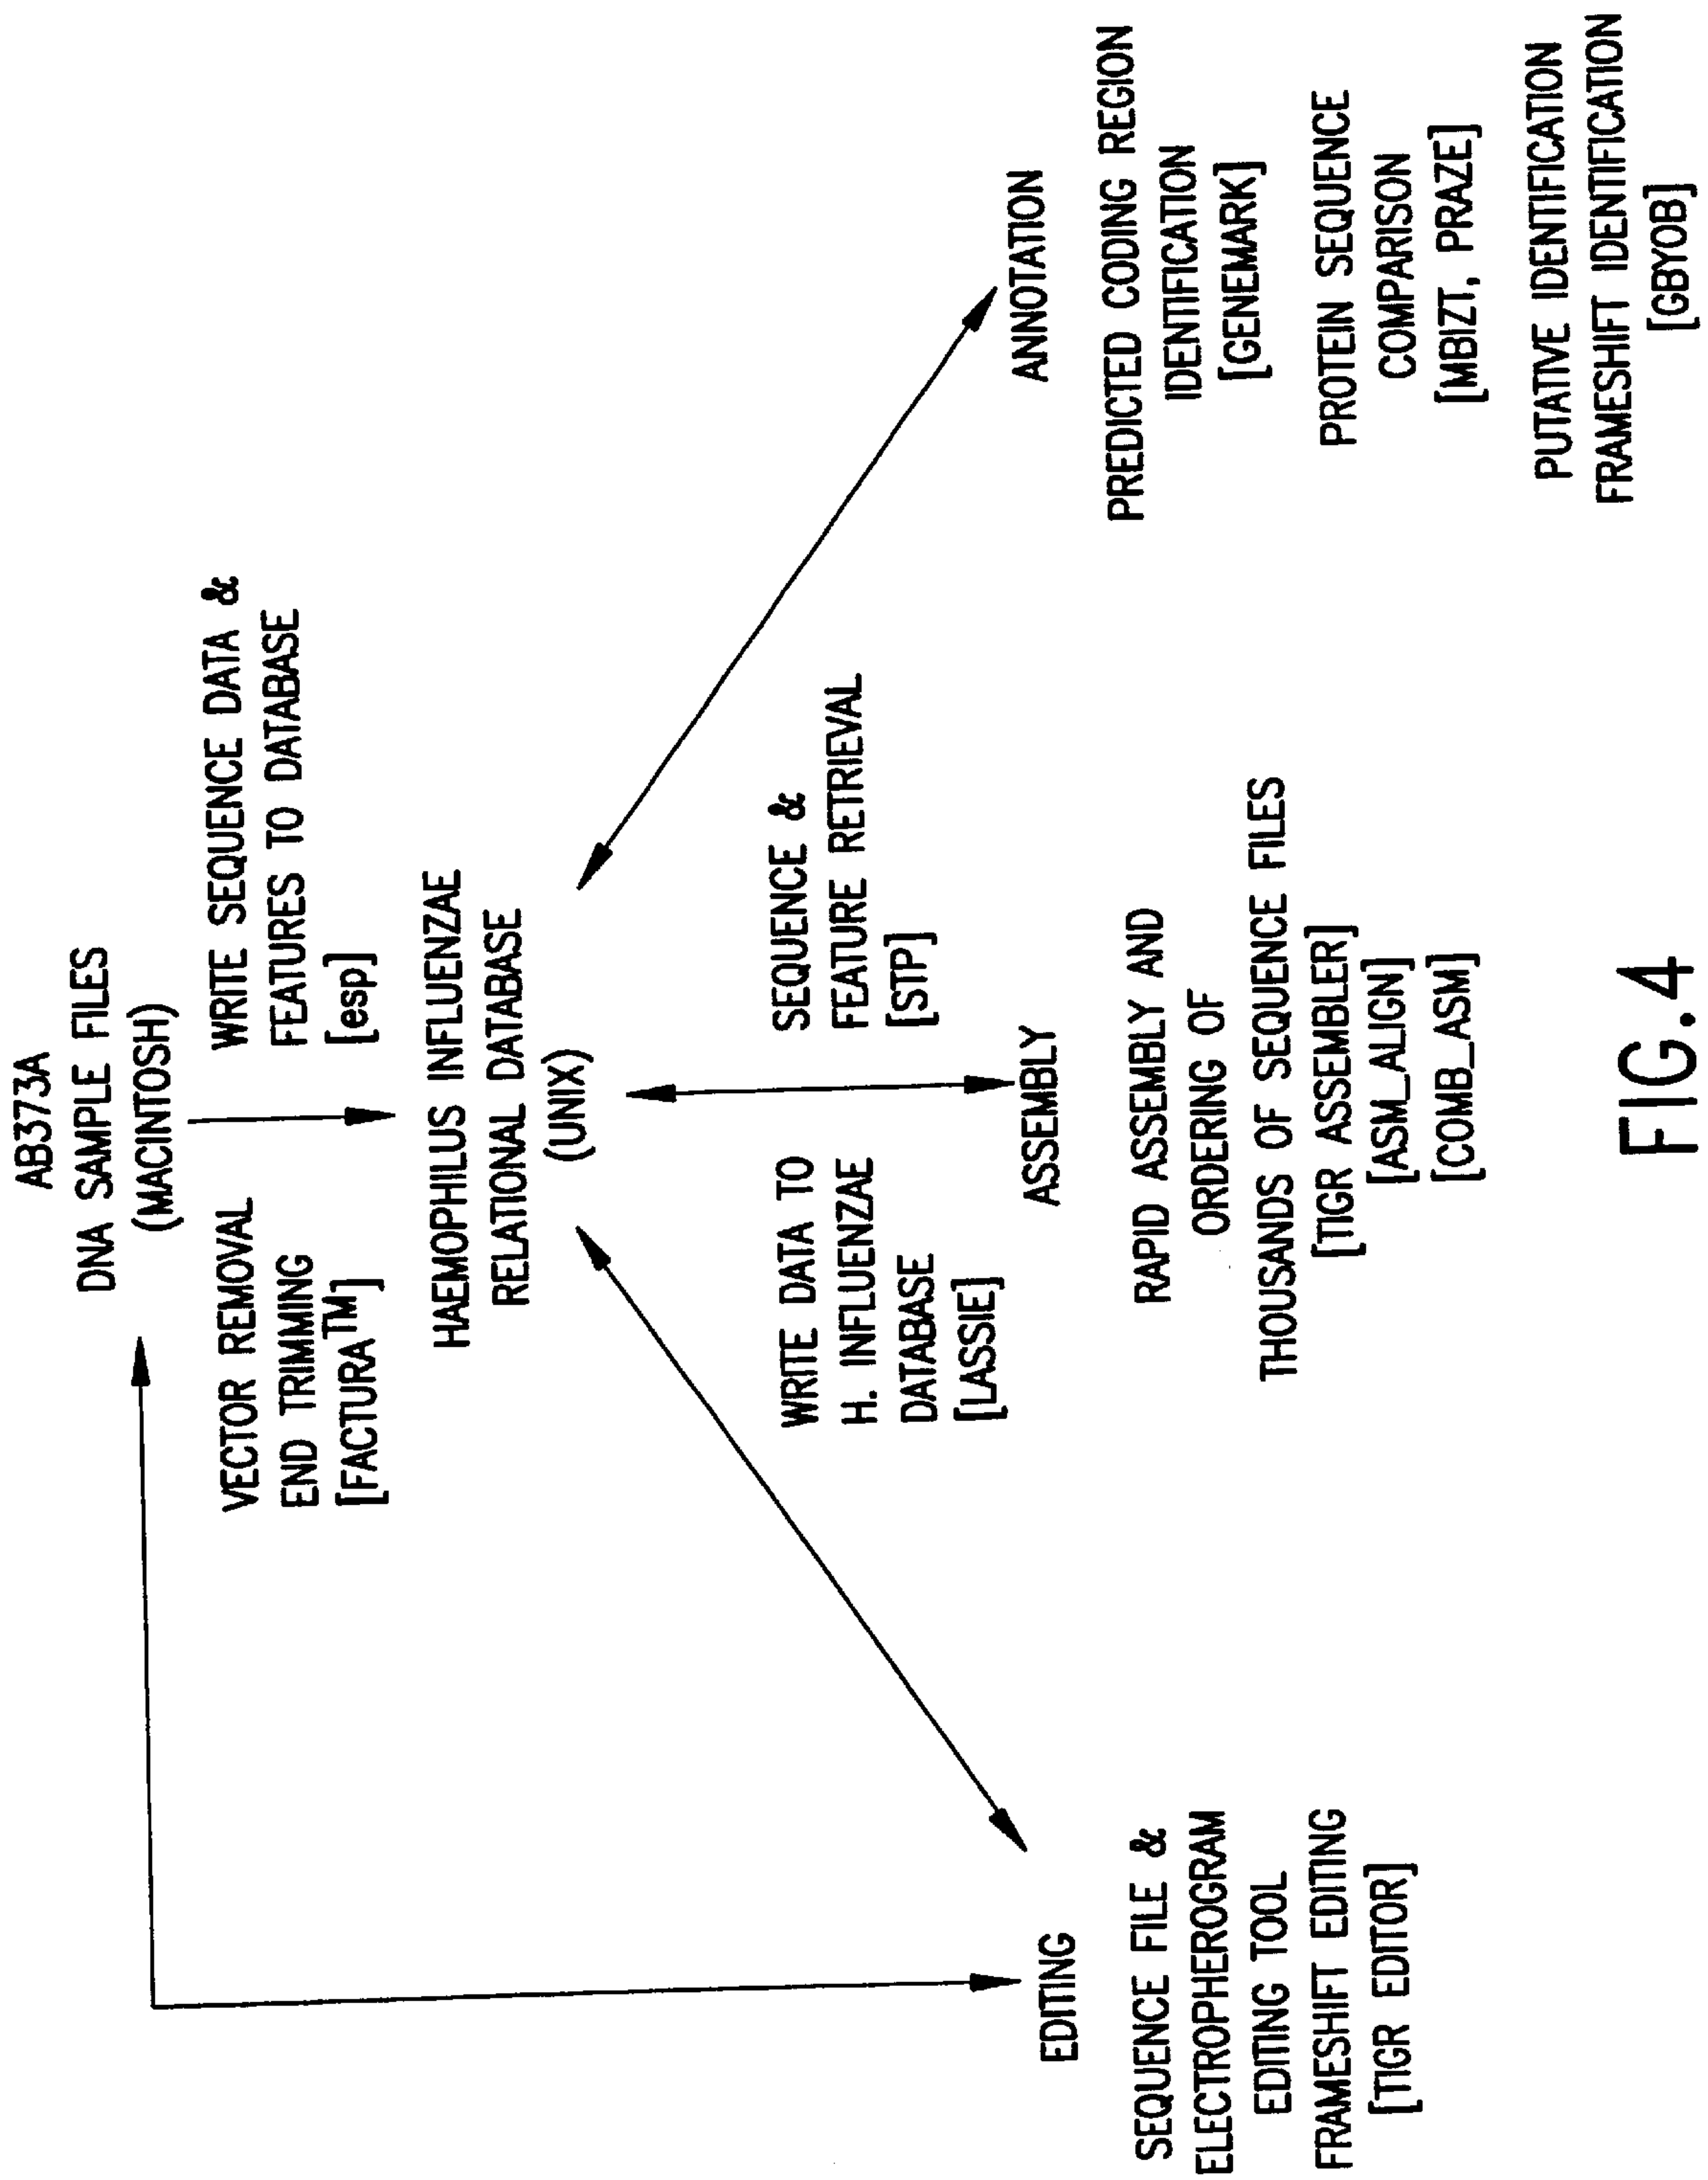 AB373A
DNA SAMPLE FILES
(MACINTOSH)
VECTOR REMOVAL
END TRIMMING
[FACTURA™]
WRITE SEQUENCE DATA &
FEATURES TO DATABASE
[esp]
HAEMOPHILUS INFLUENZAE
RELATIONAL DATABASE
(UNIX)
WRITE DATA TO
H. INFLUENZAE
DATABASE
[LASSIE]
SEQUENCE &
FEATURE RETRIEVAL
[STP]
EDITING
SEQUENCE FILE &
ELECTROPHEROGRAM
EDITING TOOL
FRAMESHIFT EDITING
[TIGR EDITOR]
ASSEMBLY
RAPID ASSEMBLY AND
ORDERING OF
THOUSANDS OF SEQUENCE FILES
[TIGR ASSEMBLER]
[ASM_ALIGN]
[COMB_ASM]
ANNOTATION
PREDICTED CODING REGION
IDENTIFICATION
[GENEMARK]
PROTEIN SEQUENCE
COMPARISON
[MBIZT, PRAZE]
PUTATIVE IDENTIFICATION
FRAMESHIFT IDENTIFICATION
[GBYOB]
FIG.4